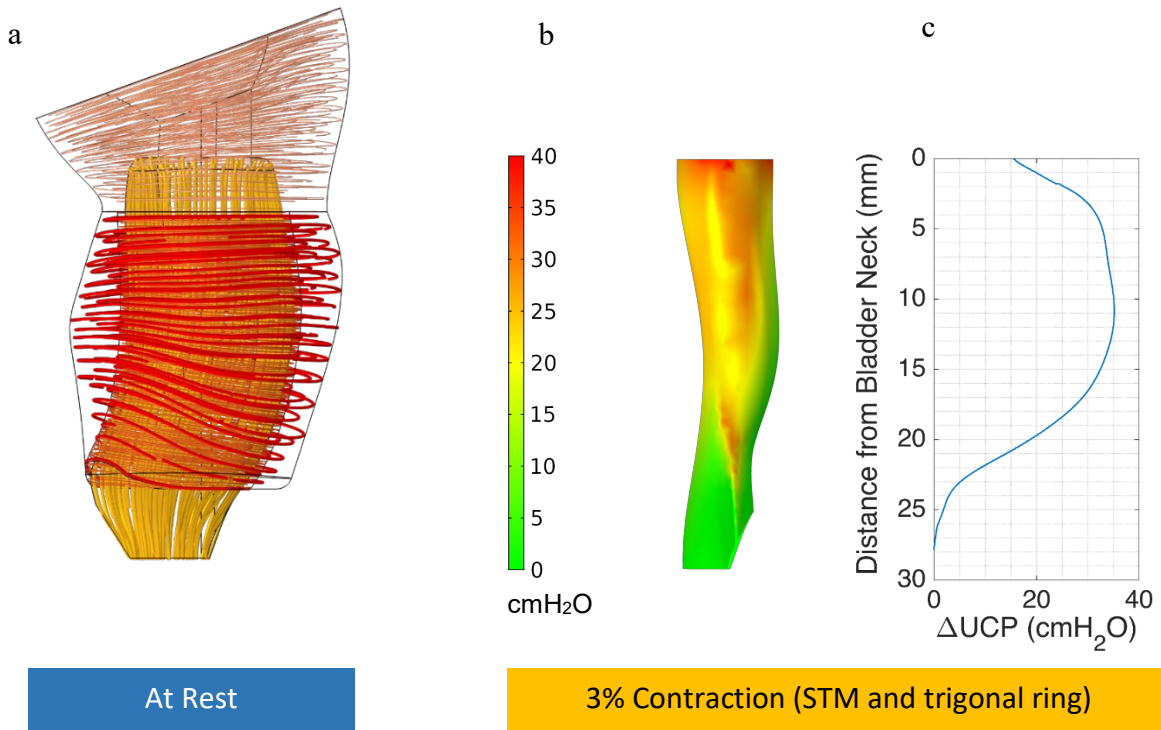 a
b
c
40
35
30
25
20
15
10
5
0
cmH₂O
Distance from Bladder Neck (mm)
0
5
10
15
20
25
30
0 20 40
ΔUCP (cmH₂O)
At Rest
3% Contraction (STM and trigonal ring)